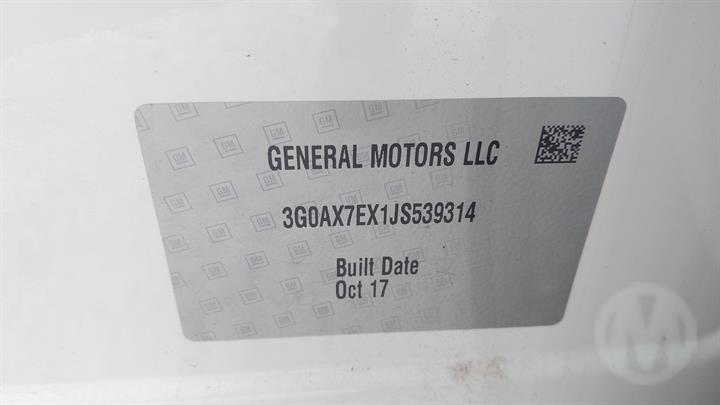 GENERAL MOTORS LLC
3G0AX7EX1JS539314
Built Date
Oct 17